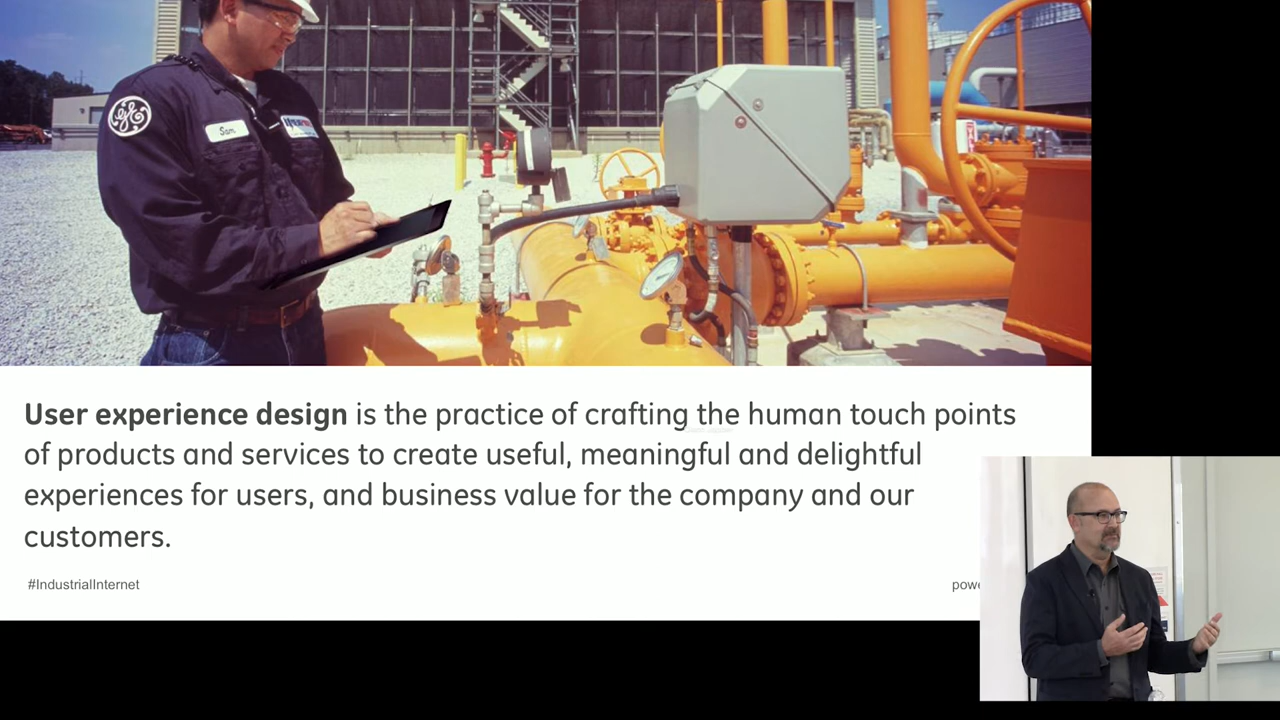 GE
Sam
User experience design is the practice of crafting the human touch points
of products and services to create useful, meaningful and delightful
experiences for users, and business value for the company and our
customers.
#IndustrialInternet